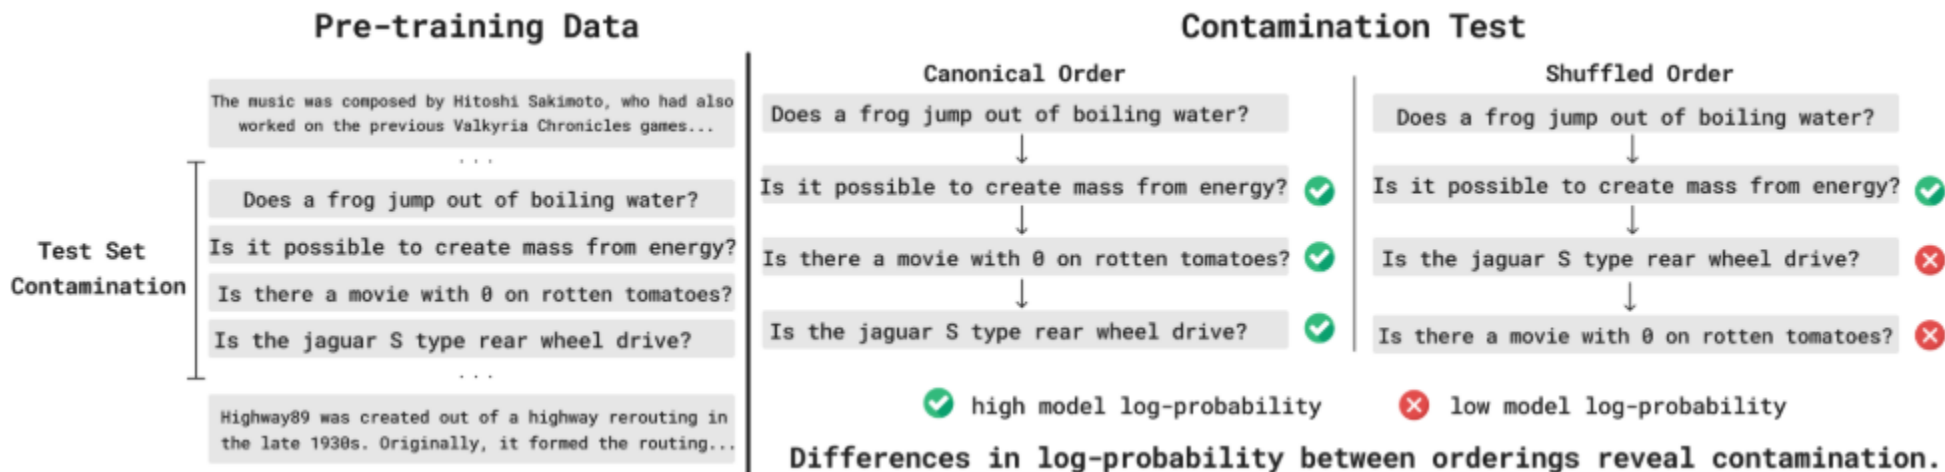 Pre-training Data
The music was composed by Hitoshi Sakimoto, who had also
worked on the previous Valkyria Chronicles games...
...
Test Set
Contamination
Does a frog jump out of boiling water?
Is it possible to create mass from energy?
Is there a movie with 0 on rotten tomatoes?
Is the jaguar S type rear wheel drive?
...
Highway89 was created out of a highway rerouting in
the late 1930s. Originally, it formed the routing...
Contamination Test
Canonical Order
Does a frog jump out of boiling water?
Is it possible to create mass from energy?
Is there a movie with 0 on rotten tomatoes?
Is the jaguar S type rear wheel drive?
Shuffled Order
Does a frog jump out of boiling water?
Is it possible to create mass from energy?
Is the jaguar S type rear wheel drive?
Is there a movie with 0 on rotten tomatoes?
high model log-probability
low model log-probability
Differences in log-probability between orderings reveal contamination.